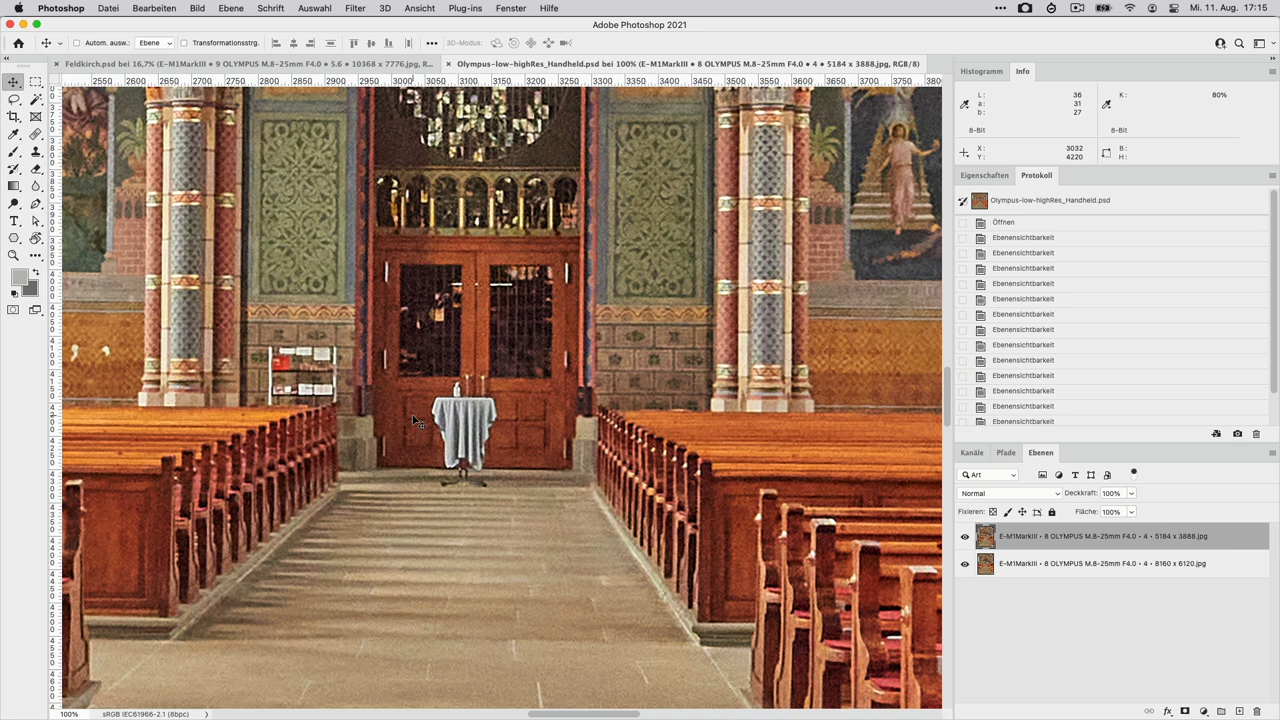 Photoshop Datei Bearbeiten Bild Ebene Schrift Auswahl Filter 3D Ansicht Plug-ins Fenster Hilfe
Mi. 11. Aug. 17:15
Adobe Photoshop 2021
Autom. ausw.: Ebene Transformationsstrg. 3D-Modus:
Feldkirch.psd bei 16,7% (E-M1MarkIII • 9 OLYMPUS M.8-25mm F4.0 • 5.6 • 10368 x 7776.jpg, R...
Olympus-low-highRes_Handheld.psd bei 100% (E-M1MarkIII • 8 OLYMPUS M.8-25mm F4.0 • 4 • 5184 x 3888.jpg, RGB/8)
2550 2600 2650 2700 2750 2800 2850 2900 2950 3000 3050 3100 3150 3200 3250 3300 3350 3400 3450 3500 3550 3600 3650 3700 3750 380
Histogramm Info
L: 36
a: 31
b: 27
K: 80%
8-Bit 8-Bit
X: 3032
Y: 4220
B:
H:
Eigenschaften Protokoll
Olympus-low-highRes_Handheld.psd
Öffnen
Ebenensichtbarkeit
Ebenensichtbarkeit
Ebenensichtbarkeit
Ebenensichtbarkeit
Ebenensichtbarkeit
Ebenensichtbarkeit
Ebenensichtbarkeit
Ebenensichtbarkeit
Ebenensichtbarkeit
Ebenensichtbarkeit
Ebenensichtbarkeit
Ebenensichtbarkeit
Ebenensichtbarkeit
Kanäle Pfade Ebenen
Art
Normal Deckkraft: 100%
Fixieren: Fläche: 100%
E-M1MarkIII • 8 OLYMPUS M.8-25mm F4.0 • 4 • 5184 x 3888.jpg
E-M1MarkIII • 8 OLYMPUS M.8-25mm F4.0 • 4 • 8160 x 6120.jpg
100% sRGB IEC61966-2.1 (8bpc)